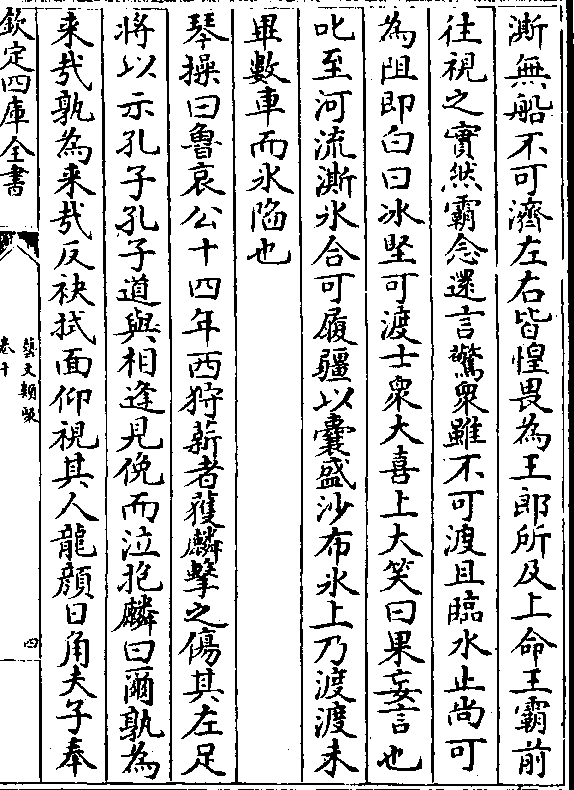 澌無船不可濟左右皆惶畏為王郎所及上命王霸前
往視之實然霸念還言驚衆雖不可渡且臨水止尚可
為阻即白曰冰堅可渡士衆大喜上大笑曰果妄言也
比至河流澌氷合可履疆以囊盛沙布氷上乃渡渡未
畢數車而氷陷也
琴操曰魯哀公十四年西狩薪者獲麟擊之傷其左足
將以示孔子孔子道與相逢見俛而泣抱麟曰爾孰為
来哉孰為来哉反袂拭面仰視其人龍顔日角夫子奉
欽定四庫全書
藝文類聚
卷十
四